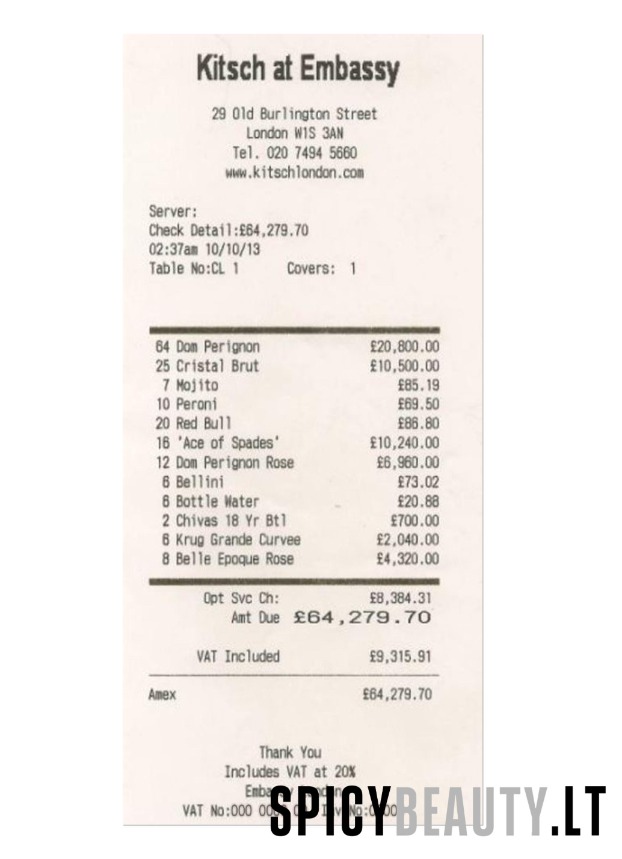 Kitsch at Embassy
29 Old Burlington Street
London W1S 3AN
Tel. 020 7494 5660
www.kitschlondon.com
Server:
Check Detail:£64,279.70
02:37am 10/10/13
Table No:CL 1 Covers: 1
64 Dom Perignon £20,800.00
25 Cristal Brut £10,500.00
7 Mojito £85.19
10 Peroni £69.50
20 Red Bull £86.80
16 'Ace of Spades' £10,240.00
12 Dom Perignon Rose £6,960.00
6 Bellini £73.02
6 Bottle Water £20.88
2 Chivas 18 Yr Btl £700.00
6 Krug Grande Curvee £2,040.00
8 Belle Epoque Rose £4,320.00
Opt Svc Ch: £8,384.31
Amt Due £64,279.70
VAT Included £9,315.91
Amex £64,279.70
Thank You
Includes VAT at 20%
VAT No:000
SPICYBEAUTY.LT